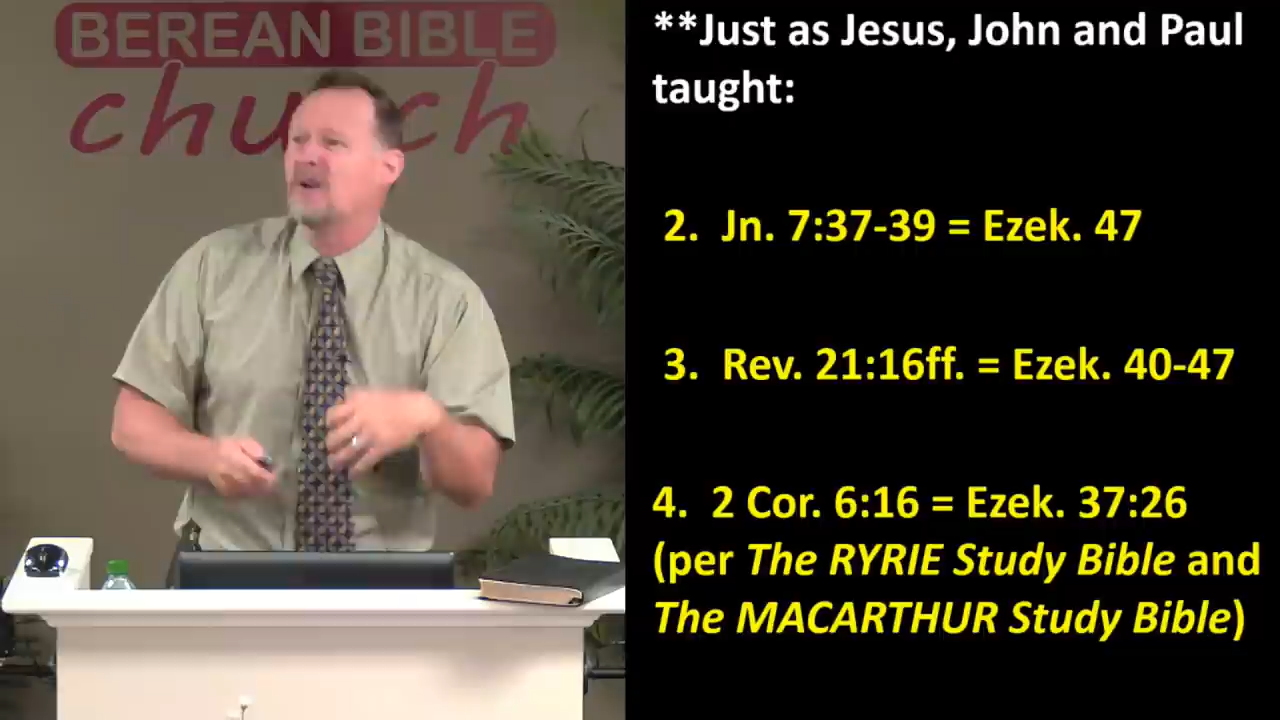 BEREAN BIBLE
church
**Just as Jesus, John and Paul
taught:
2. Jn. 7:37-39 = Ezek. 47
3. Rev. 21:16ff. = Ezek. 40-47
4. 2 Cor. 6:16 = Ezek. 37:26
(per The RYRIE Study Bible and
The MACARTHUR Study Bible)